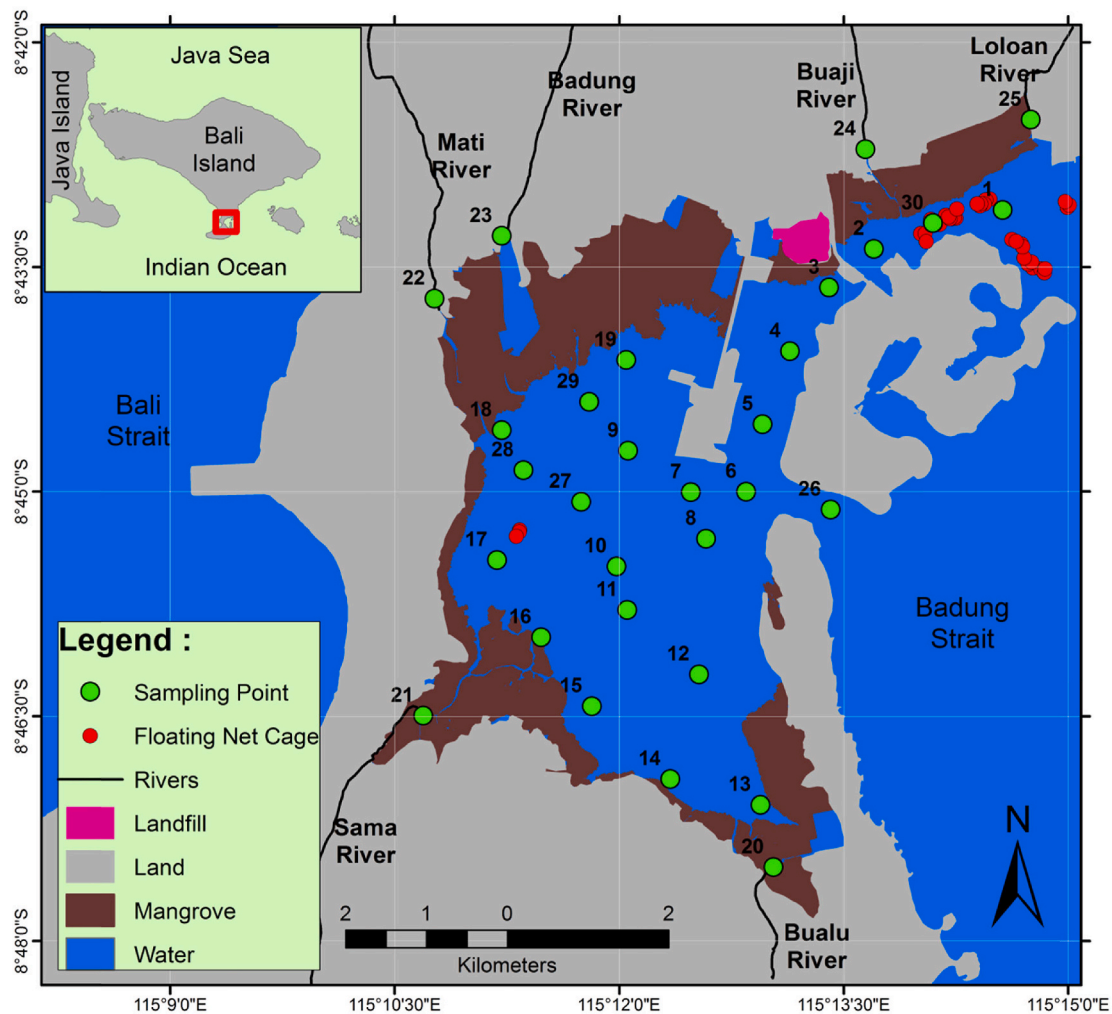 Java Sea
Java Island
Bali
Island
Indian Ocean
Mati
River
Badung
River
Buaji
River
Loloan
River
25
24
23
22
30
1
2
3
4
5
6
7
8
9
10
11
12
13
14
15
16
17
18
19
20
21
26
27
28
29
Bali
Strait
Badung
Strait
Sama
River
Bualu
River
Legend :
Sampling Point
Floating Net Cage
Rivers
Landfill
Land
Mangrove
Water
2 1 0 2
Kilometers
N
8°42'0"S
8°43'30"S
8°45'0"S
8°46'30"S
8°48'0"S
115°9'0"E
115°10'30"E
115°12'0"E
115°13'30"E
115°15'0"E